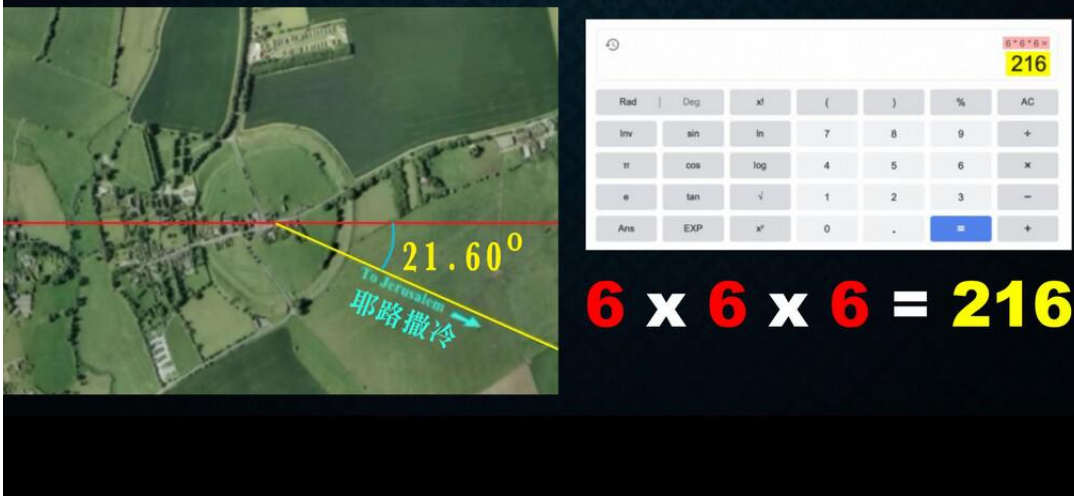 21.60°
To Jerusalem
耶路撒冷
6*6*6=
216
Rad | Deg x! ( ) % AC
Inv sin ln 7 8 9 ÷
π cos log 4 5 6 ×
e tan √ 1 2 3 −
Ans EXP xʸ 0 . = +
6 x 6 x 6 = 216